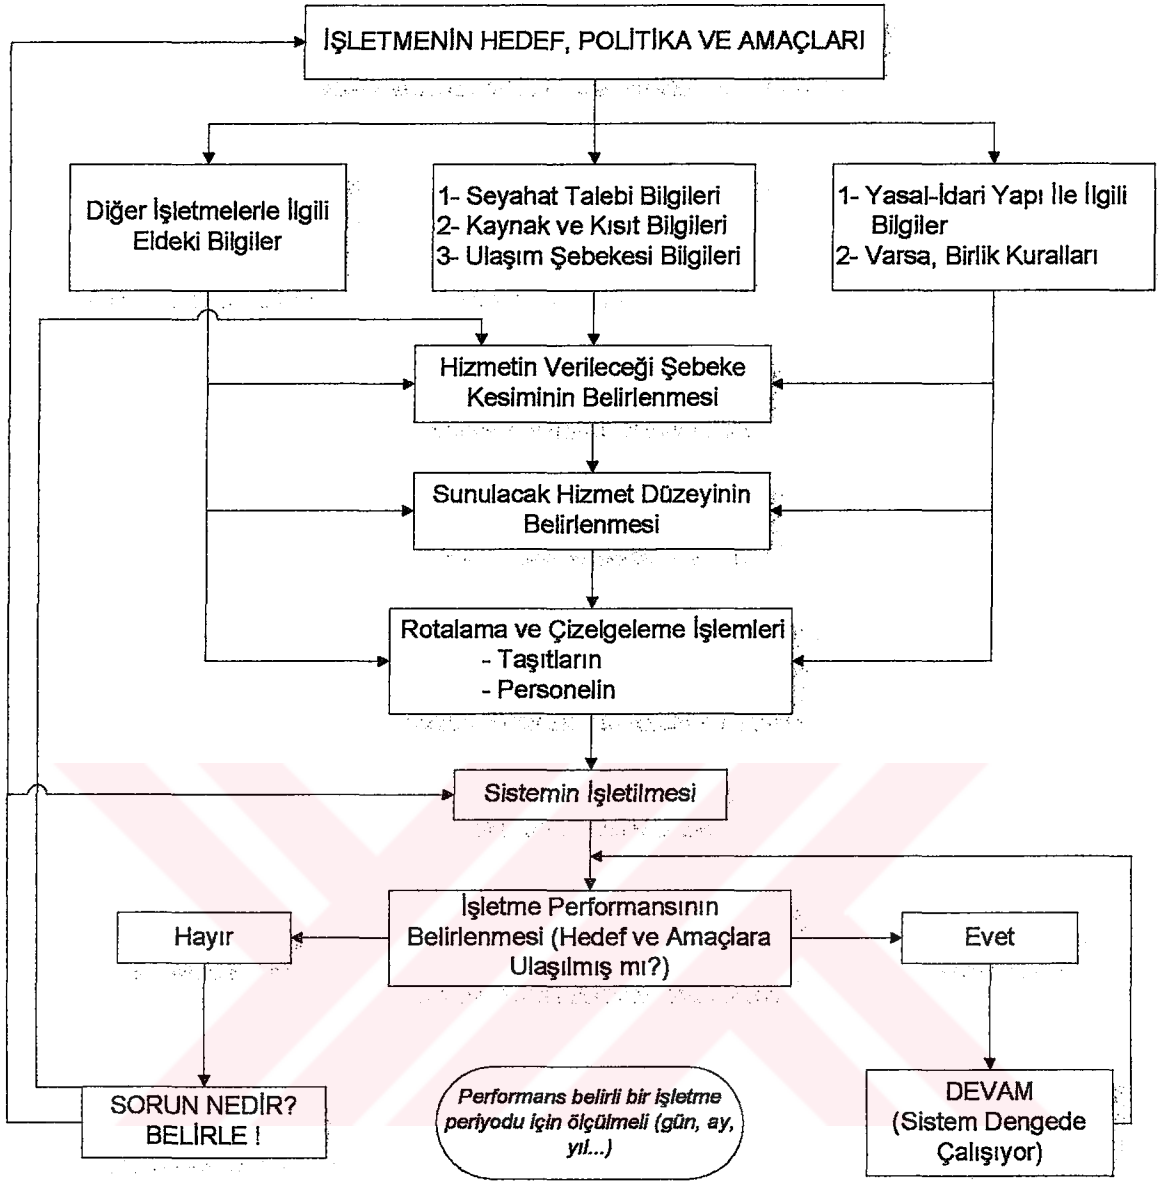 İŞLETMENİN HEDEF, POLİTİKA VE AMAÇLARI
Diğer İşletmelerle İlgili
Eldeki Bilgiler
1- Seyahat Talebi Bilgileri
2- Kaynak ve Kısıt Bilgileri
3- Ulaşım Şebekesi Bilgileri
1- Yasal-İdari Yapı İle İlgili
Bilgiler
2- Varsa, Birlik Kuralları
Hizmetin Verileceği Şebeke
Kesiminin Belirlenmesi
Sunulacak Hizmet Düzeyinin
Belirlenmesi
Rotalama ve Çizelgeleme İşlemleri
- Taşıtların
- Personelin
Sistemin İşletilmesi
İşletme Performansının
Belirlenmesi (Hedef ve Amaçlara
Ulaşılmış mı?)
Hayır
Evet
SORUN NEDİR?
BELİRLE !
Performans belirli bir işletme
periyodu için ölçülmeli (gün, ay,
yıl...)
DEVAM
(Sistem Dengede
Çalışıyor)